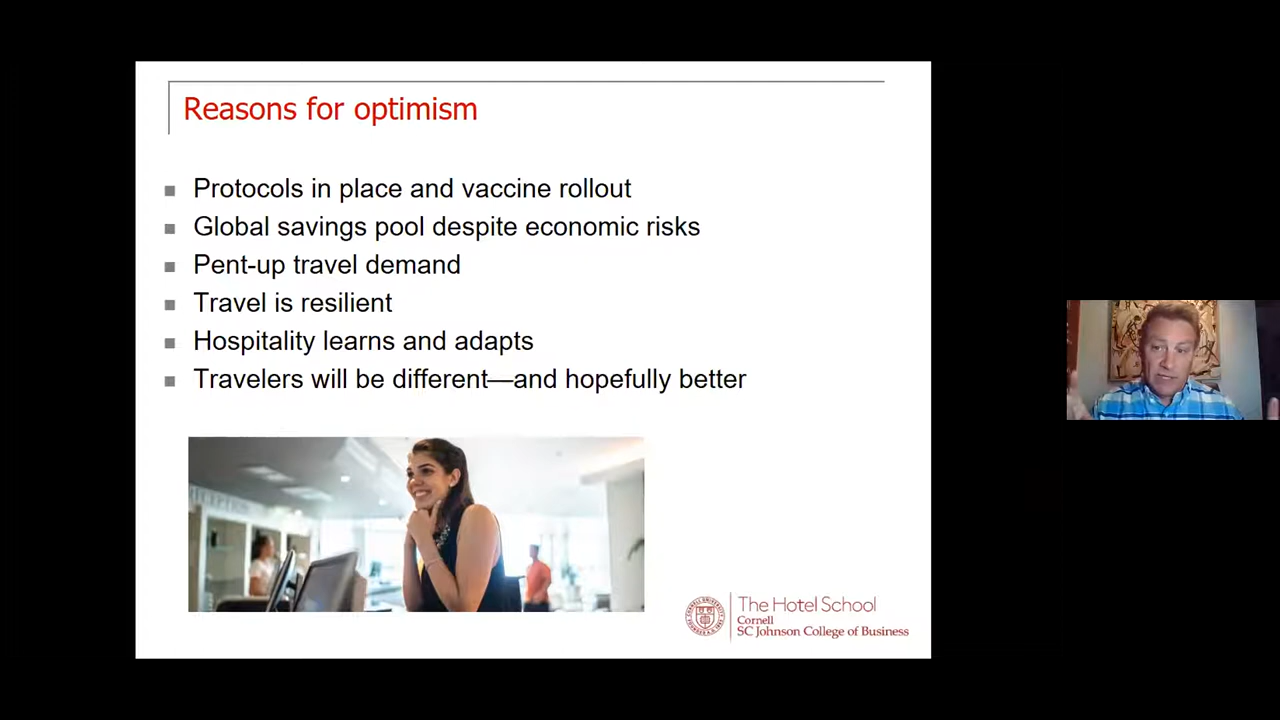 Reasons for optimism
Protocols in place and vaccine rollout
Global savings pool despite economic risks
Pent-up travel demand
Travel is resilient
Hospitality learns and adapts
Travelers will be different—and hopefully better
The Hotel School
Cornell
SC Johnson College of Business